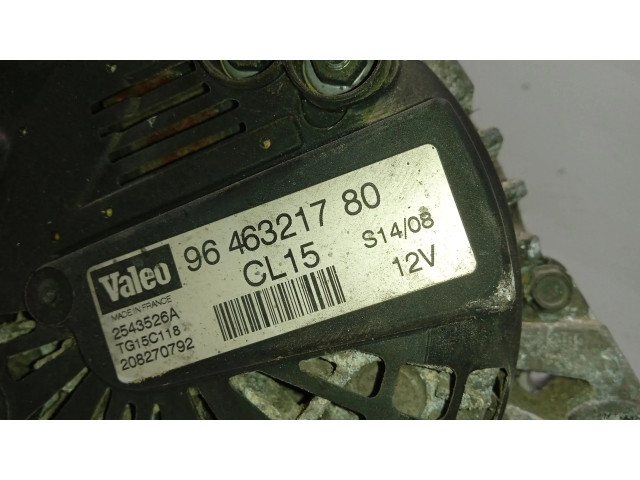 Valeo
96 463217 80
CL15
S14/08
12V
MADE IN FRANCE
2543526A
TG15C118
208270792